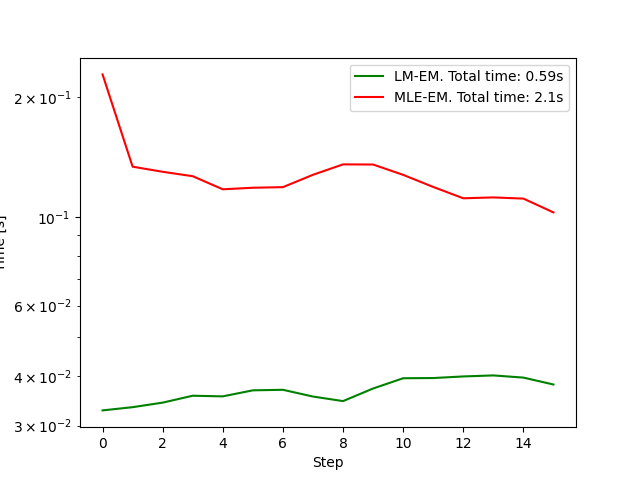 LM-EM. Total time: 0.59s
MLE-EM. Total time: 2.1s
2 × 10⁻¹
10⁻¹
6 × 10⁻²
4 × 10⁻²
3 × 10⁻²
[s]
0 2 4 6 8 10 12 14
Step